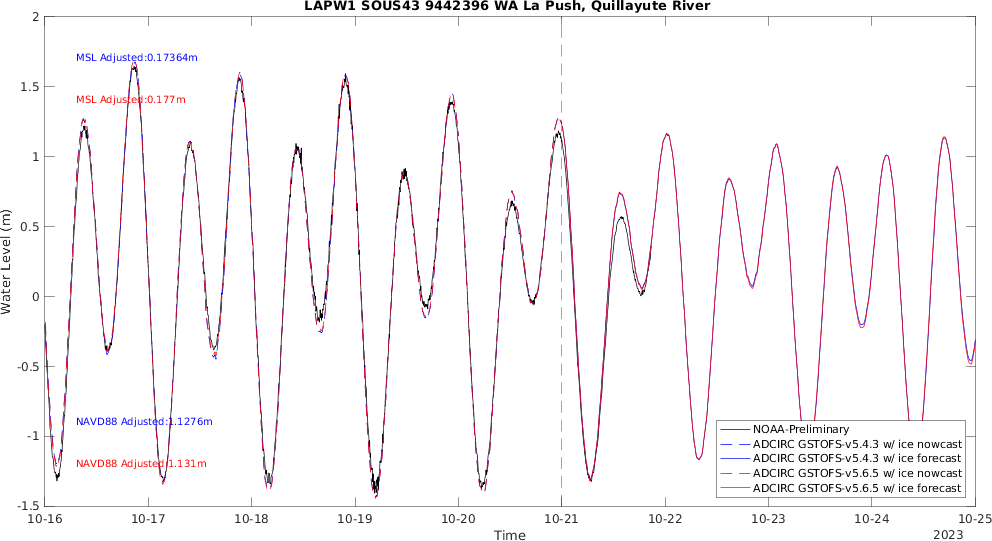 LAPW1 SOUS43 9442396 WA La Push, Quillayute River
2
1.5
1
0.5
0
-0.5
-1
-1.5
Water Level (m)
MSL Adjusted:0.17364m
MSL Adjusted:0.177m
NAVD88 Adjusted:1.1276m
NAVD88 Adjusted:1.131m
NOAA-Preliminary
ADCIRC GSTOFS-v5.4.3 w/ ice nowcast
ADCIRC GSTOFS-v5.4.3 w/ ice forecast
ADCIRC GSTOFS-v5.6.5 w/ ice nowcast
ADCIRC GSTOFS-v5.6.5 w/ ice forecast
10-16 10-17 10-18 10-19 10-20 10-21 10-22 10-23 10-24 10-25
Time
2023